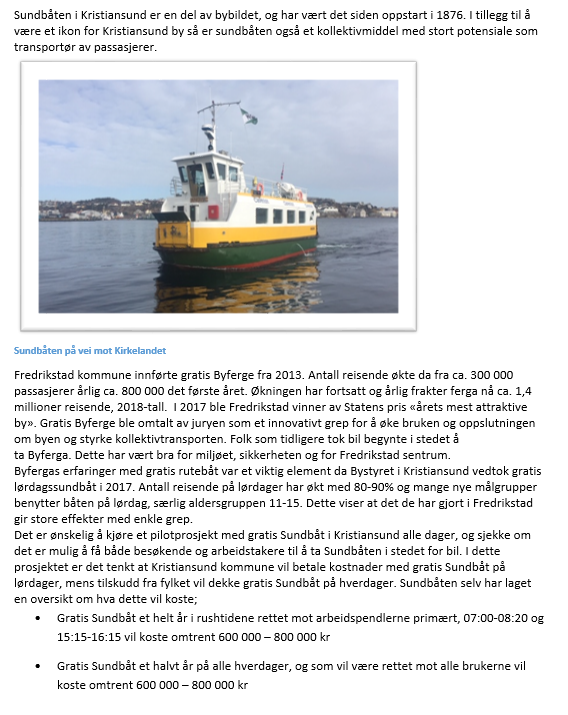 Sundbåten i Kristiansund er en del av bybildet, og har vært det siden oppstart i 1876. I tillegg til å
være et ikon for Kristiansund by så er sundbåten også et kollektivmiddel med stort potensiale som
transportør av passasjerer.
Sundbåten på vei mot Kirkelandet
Fredrikstad kommune innførte gratis Byferge fra 2013. Antall reisende økte da fra ca. 300 000
passasjerer årlig ca. 800 000 det første året. Økningen har fortsatt og årlig frakter ferga nå ca. 1,4
millioner reisende, 2018-tall.  I 2017 ble Fredrikstad vinner av Statens pris «årets mest attraktive
by». Gratis Byferge ble omtalt av juryen som et innovativt grep for å øke bruken og oppslutningen
om byen og styrke kollektivtransporten. Folk som tidligere tok bil begynte i stedet å
ta Byferga. Dette har vært bra for miljøet, sikkerheten og for Fredrikstad sentrum.
Byfergas erfaringer med gratis rutebåt var et viktig element da Bystyret i Kristiansund vedtok gratis
lørdagssundbåt i 2017. Antall reisende på lørdager har økt med 80-90% og mange nye målgrupper
benytter båten på lørdag, særlig aldersgruppen 11-15. Dette viser at det de har gjort i Fredrikstad
gir store effekter med enkle grep.
Det er ønskelig å kjøre et pilotprosjekt med gratis Sundbåt i Kristiansund alle dager, og sjekke om
det er mulig å få både besøkende og arbeidstakere til å ta Sundbåten i stedet for bil. I dette
prosjektet er det tenkt at Kristiansund kommune vil betale kostnader med gratis Sundbåt på
lørdager, mens tilskudd fra fylket vil dekke gratis Sundbåt på hverdager. Sundbåten selv har laget
en oversikt om hva dette vil koste;
• Gratis Sundbåt et helt år i rushtidene rettet mot arbeidspendlerne primært, 07:00-08:20 og
15:15-16:15 vil koste omtrent 600 000 – 800 000 kr
• Gratis Sundbåt et halvt år på alle hverdager, og som vil være rettet mot alle brukerne vil
koste omtrent 600 000 – 800 000 kr